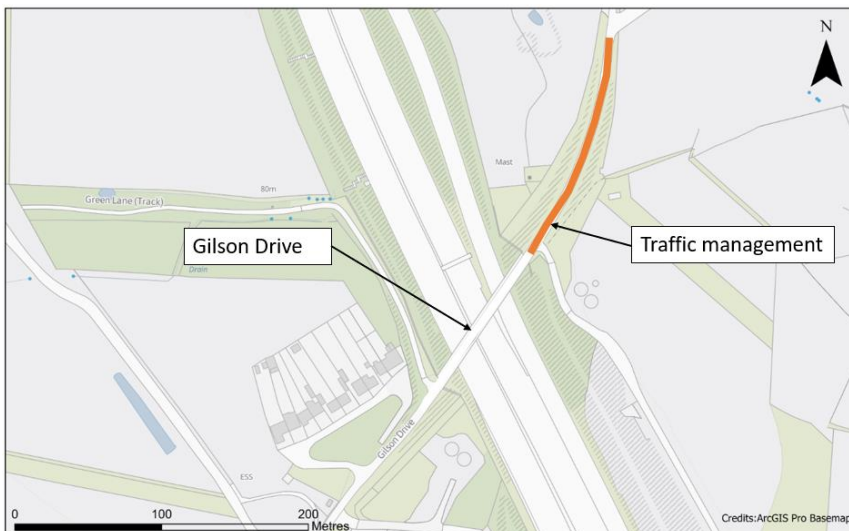 N
Mast
80m
Green Lane (Track)
Gilson Drive
Traffic management
Drain
Gilson Drive
ESS
0 100 200
Metres
Credits:ArcGIS Pro Basemap